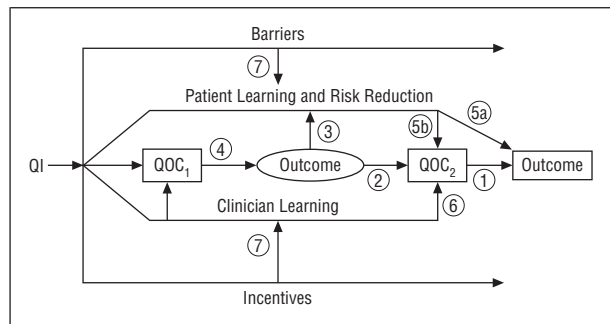 Barriers
⑦
Patient Learning and Risk Reduction
⑤a
③
⑤b
QI
QOC₁
④
Outcome
②
QOC₂
①
Outcome
Clinician Learning
⑥
⑦
Incentives